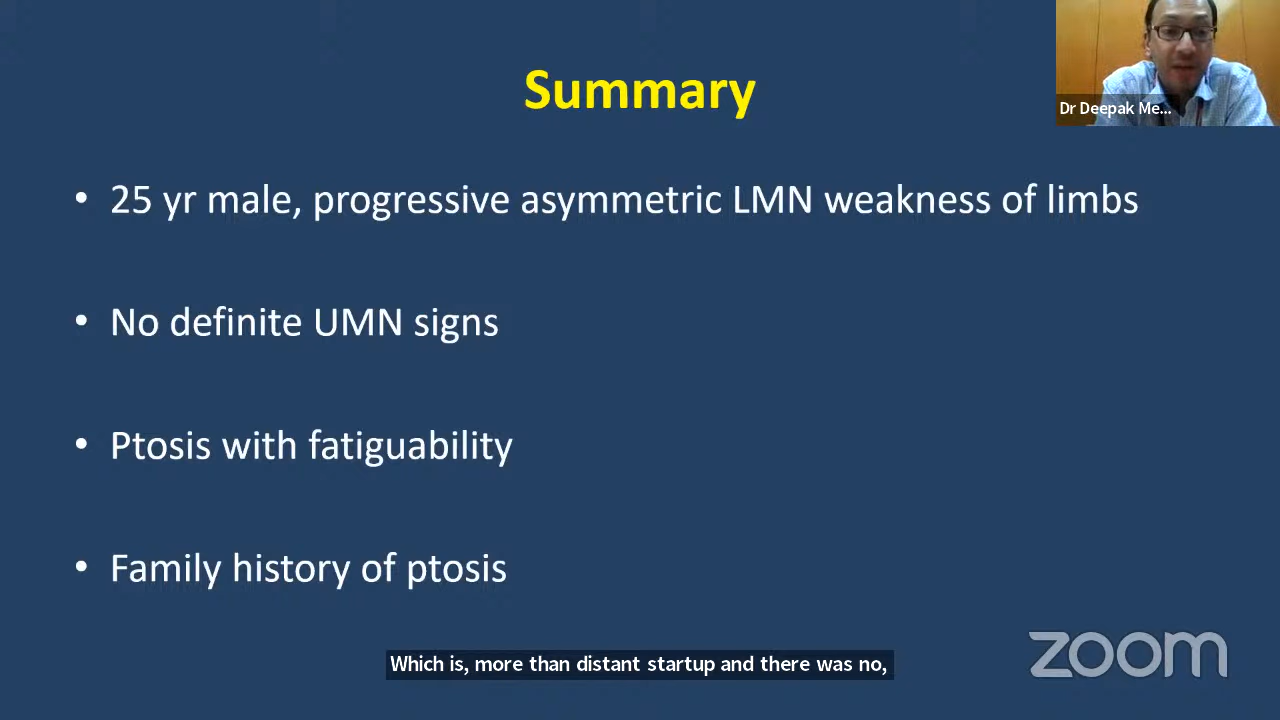 Summary
Dr Deepak Me...
• 25 yr male, progressive asymmetric LMN weakness of limbs
• No definite UMN signs
• Ptosis with fatiguability
• Family history of ptosis
Which is, more than distant startup and there was no,
zoom